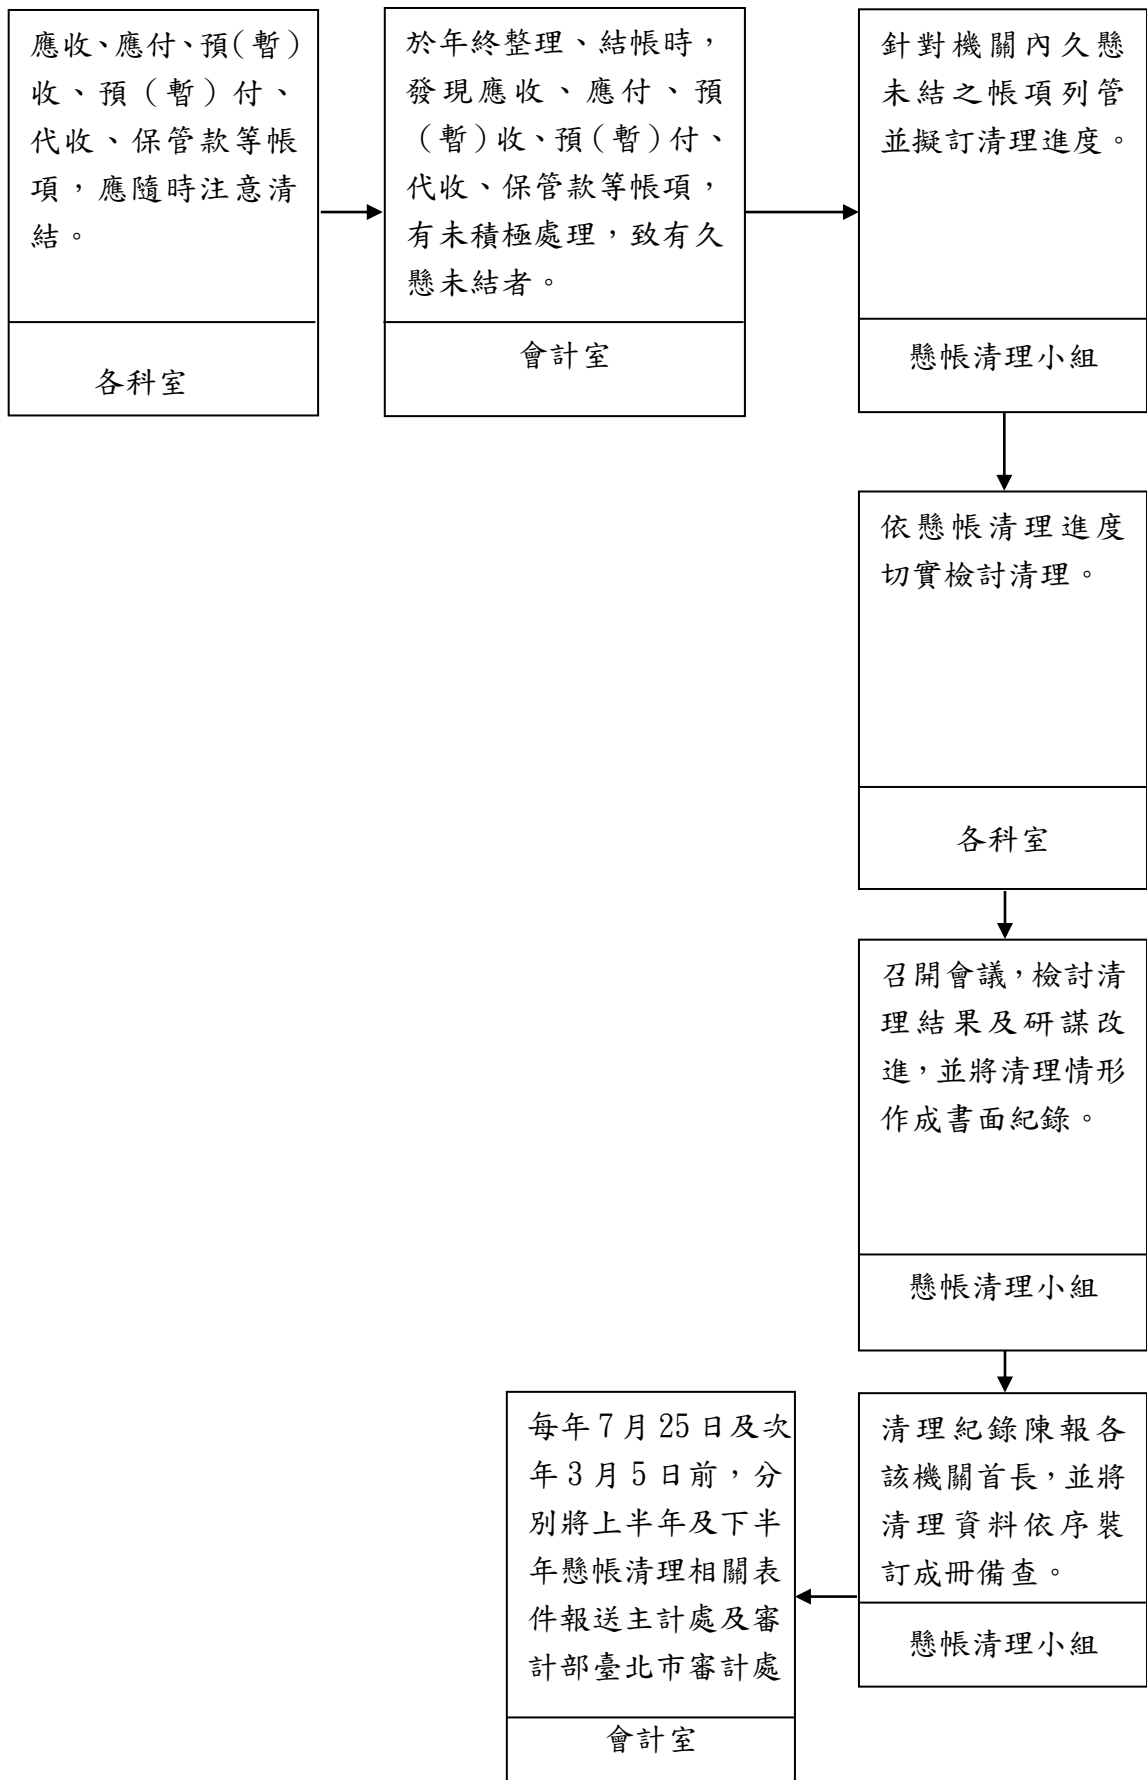 應收、應付、預(暫)
收、預（暫）付、
代收、保管款等帳
項，應隨時注意清
結。
各科室
於年終整理、結帳時，
發現應收、應付、預
（暫）收、預（暫）付、
代收、保管款等帳項，
有未積極處理，致有久
懸未結者。
會計室
針對機關內久懸
未結之帳項列管
並擬訂清理進度。
懸帳清理小組
依懸帳清理進度
切實檢討清理。
各科室
召開會議，檢討清
理結果及研謀改
進，並將清理情形
作成書面紀錄。
懸帳清理小組
清理紀錄陳報各
該機關首長，並將
清理資料依序裝
訂成冊備查。
懸帳清理小組
每年 7 月 25 日及次
年 3 月 5 日前，分
別將上半年及下半
年懸帳清理相關表
件報送主計處及審
計部臺北市審計處
會計室